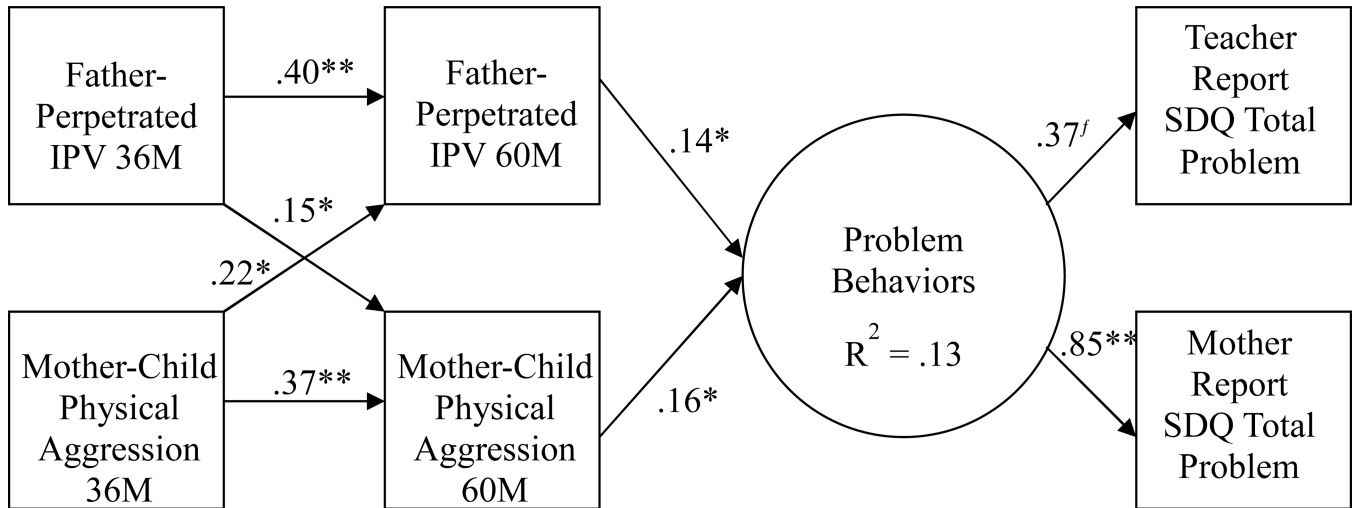 Father-
Perpetrated
IPV 36M
.40**
Father-
Perpetrated
IPV 60M
.14*
.15*
.22*
Mother-Child
Physical
Aggression
36M
.37**
Mother-Child
Physical
Aggression
60M
.16*
Problem
Behaviors
R² = .13
.37ᶠ
Teacher
Report
SDQ Total
Problem
.85**
Mother
Report
SDQ Total
Problem